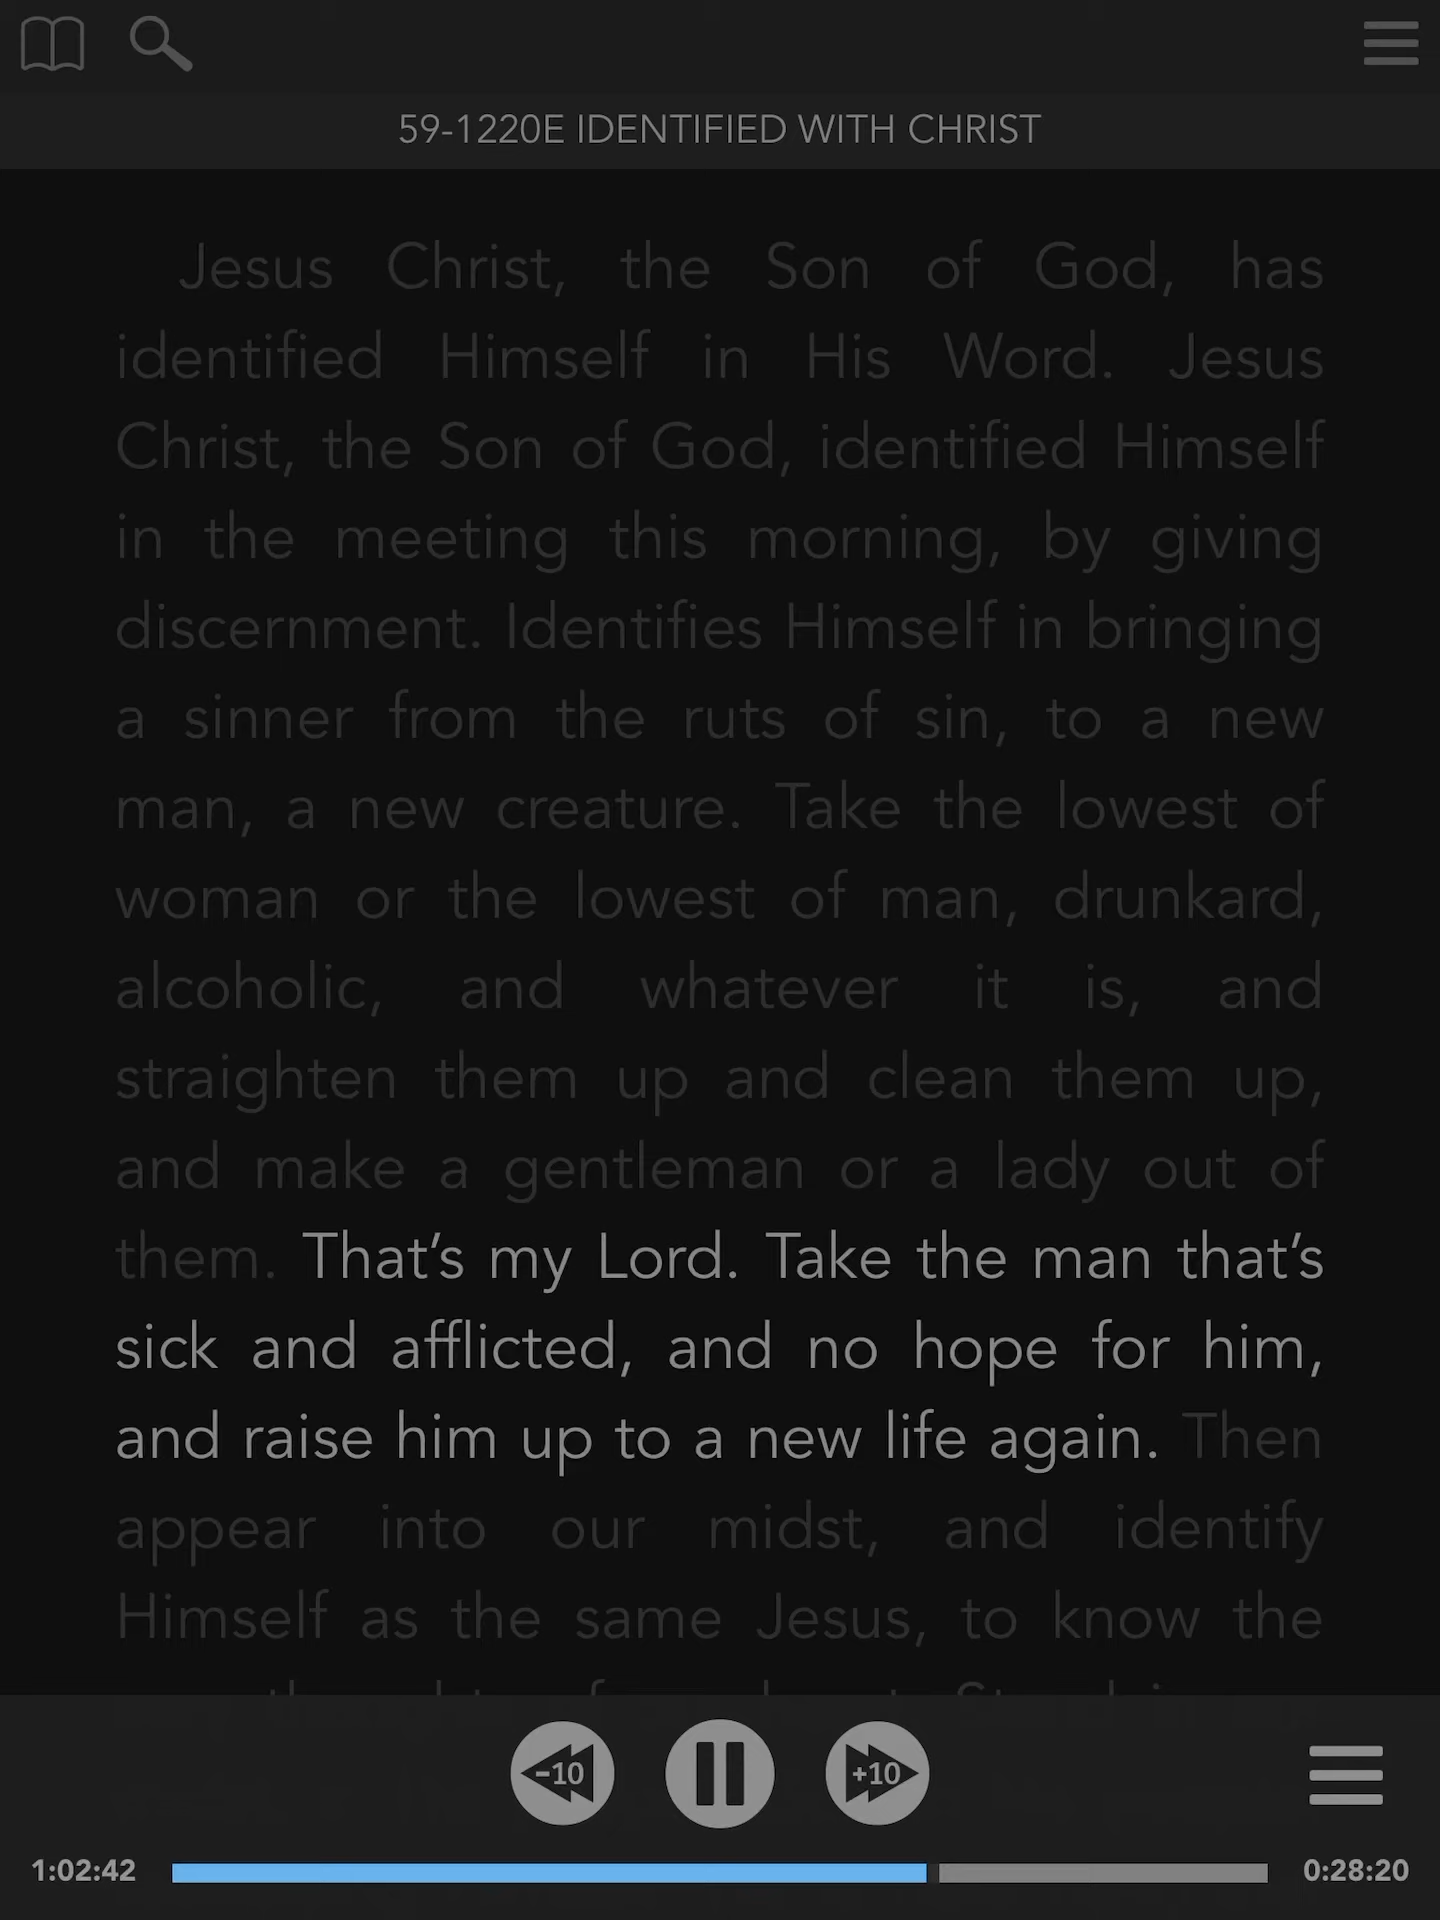 59-1220E IDENTIFIED WITH CHRIST
Jesus Christ, the Son of God, has
identified Himself in His Word. Jesus
Christ, the Son of God, identified Himself
in the meeting this morning, by giving
discernment. Identifies Himself in bringing
a sinner from the ruts of sin, to a new
man, a new creature. Take the lowest of
woman or the lowest of man, drunkard,
alcoholic, and whatever it is, and
straighten them up and clean them up,
and make a gentleman or a lady out of
them. That’s my Lord. Take the man that’s
sick and afflicted, and no hope for him,
and raise him up to a new life again. Then
appear into our midst, and identify
Himself as the same Jesus, to know the
-10 +10
1:02:42 0:28:20